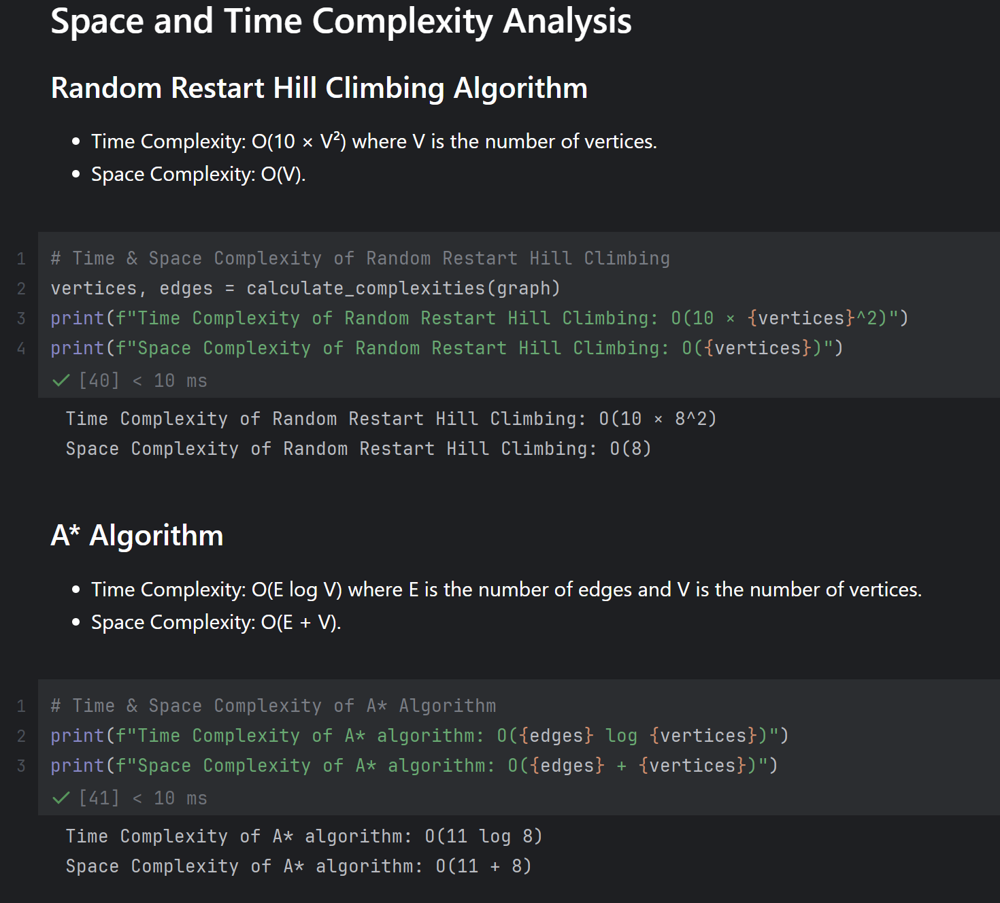 Space and Time Complexity Analysis
Random Restart Hill Climbing Algorithm
• Time Complexity: O(10 × V²) where V is the number of vertices.
• Space Complexity: O(V).
1 # Time & Space Complexity of Random Restart Hill Climbing
2 vertices, edges = calculate_complexities(graph)
3 print(f"Time Complexity of Random Restart Hill Climbing: O(10 × {vertices}^2)")
4 print(f"Space Complexity of Random Restart Hill Climbing: O({vertices})")
✓ [40] < 10 ms
Time Complexity of Random Restart Hill Climbing: O(10 × 8^2)
Space Complexity of Random Restart Hill Climbing: O(8)
A* Algorithm
• Time Complexity: O(E log V) where E is the number of edges and V is the number of vertices.
• Space Complexity: O(E + V).
1 # Time & Space Complexity of A* Algorithm
2 print(f"Time Complexity of A* algorithm: O({edges} log {vertices})")
3 print(f"Space Complexity of A* algorithm: O({edges} + {vertices})")
✓ [41] < 10 ms
Time Complexity of A* algorithm: O(11 log 8)
Space Complexity of A* algorithm: O(11 + 8)